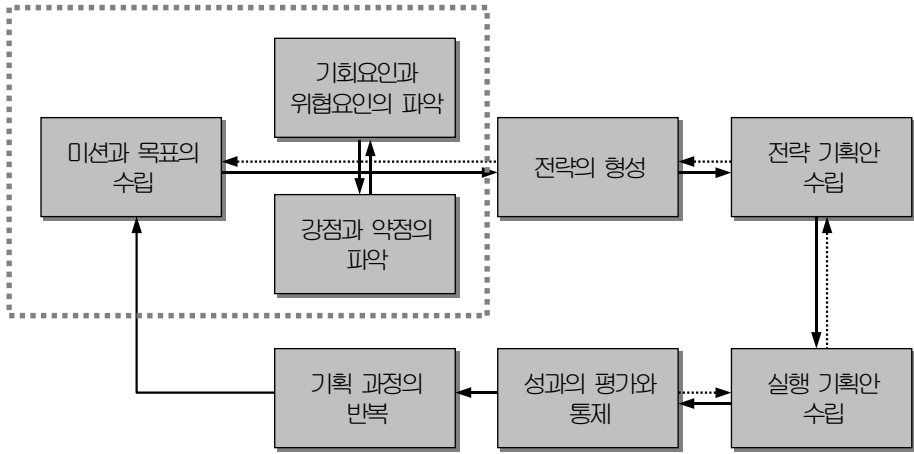 기회요인과
위협요인의 파악
미션과 목표의
수립
전략의 형성
전략 기획안
수립
강점과 약점의
파악
기획 과정의
반복
성과의 평가와
통제
실행 기획안
수립